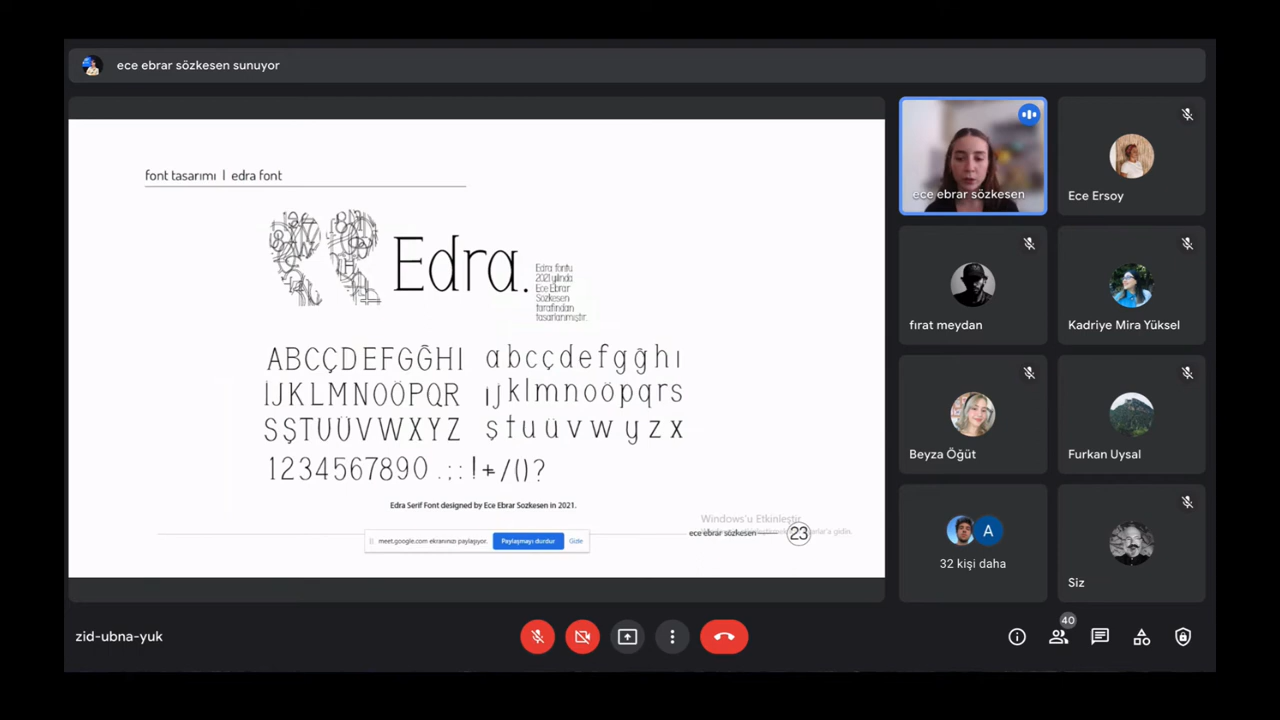 ece ebrar sözkesen sunuyor
font tasarımı | edra font
Edra.
Edra fontu
2021 yılında
Ece Ebrar
Sözkesen
tarafından
tasarlanmıştır.
ABCÇDEFGĞHI
İJKLMNOÖPQR
SŞTUÜVWXYZ
1234567890 .;:!+/()?
abcçdefgğhı
ijklmnoöpqrs
ştuüvwyzx
Edra Serif Font designed by Ece Ebrar Sozkesen in 2021.
Windows'u Etkinleştir
ece ebrar sözkesen
23
meet.google.com ekranınızı paylaşıyor.
Paylaşmayı durdur
Gizle
ece ebrar sözkesen
Ece Ersoy
fırat meydan
Kadriye Mira Yüksel
Beyza Öğüt
Furkan Uysal
A
32 kişi daha
Siz
zid-ubna-yuk
40